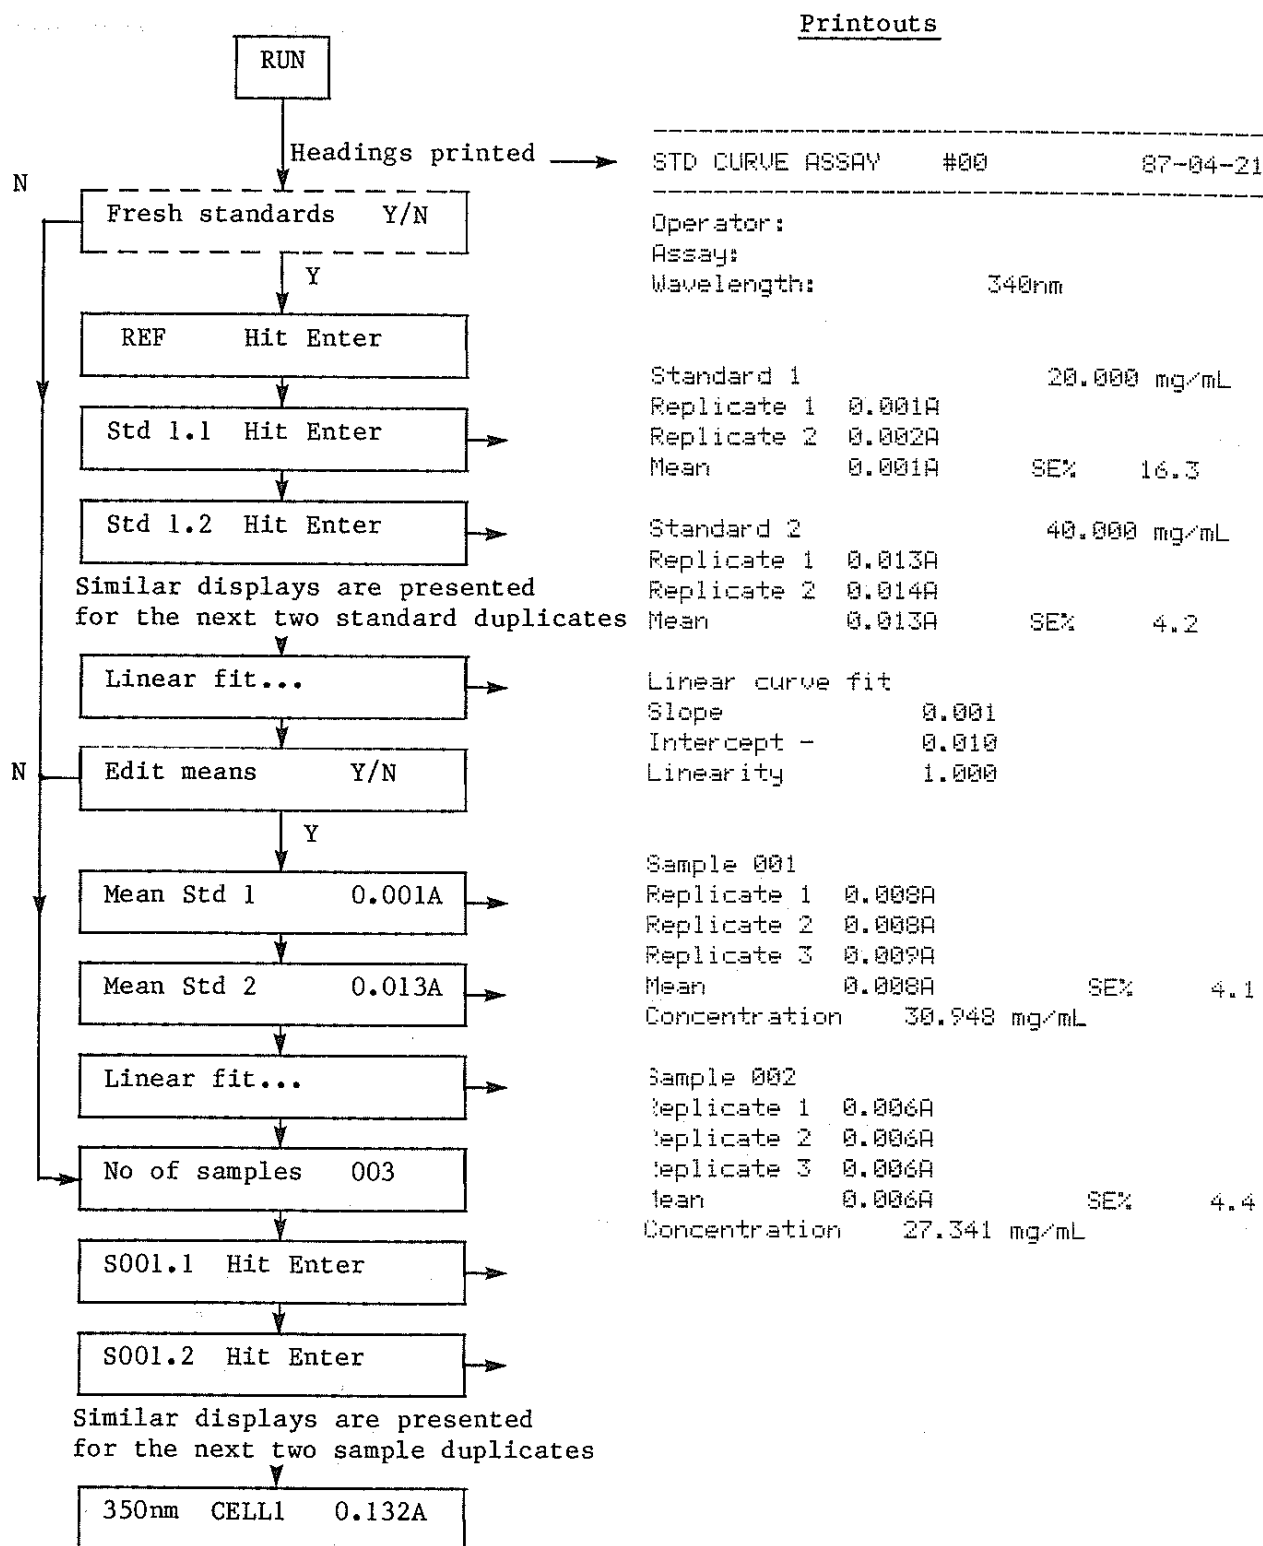 Printouts
RUN
Headings printed
N
Fresh standards Y/N
Y
REF Hit Enter
Std 1.1 Hit Enter
Std 1.2 Hit Enter
Similar displays are presented
for the next two standard duplicates
Linear fit...
N
Edit means Y/N
Y
Mean Std 1 0.001A
Mean Std 2 0.013A
Linear fit...
No of samples 003
S001.1 Hit Enter
S001.2 Hit Enter
Similar displays are presented
for the next two sample duplicates
350nm CELL1 0.132A
STD CURVE ASSAY #00 87-04-21
Operator:
Assay:
Wavelength: 340nm
Standard 1 20.000 mg/mL
Replicate 1 0.001A
Replicate 2 0.002A
Mean 0.001A SE% 16.3
Standard 2 40.000 mg/mL
Replicate 1 0.013A
Replicate 2 0.014A
Mean 0.013A SE% 4.2
Linear curve fit
Slope 0.001
Intercept - 0.010
Linearity 1.000
Sample 001
Replicate 1 0.008A
Replicate 2 0.008A
Replicate 3 0.009A
Mean 0.008A SE% 4.1
Concentration 30.948 mg/mL
Sample 002
Replicate 1 0.006A
Replicate 2 0.006A
Replicate 3 0.006A
Mean 0.006A SE% 4.4
Concentration 27.341 mg/mL